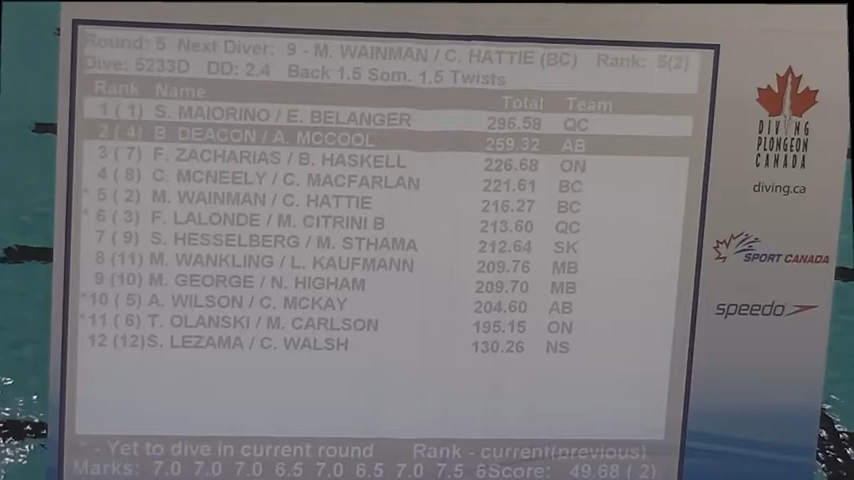 Round: 5 Next Diver: 9 - M. WAINMAN / C. HATTIE (BC) Rank: 5(2)
Dive: 5233D DD: 2.4 Back 1.5 Som. 1.5 Twists
Rank Name Total Team
1 (1) S. MAIORINO / E. BELANGER 296.58 QC
2 (4) B. DEACON / A. MCCOOL 259.32 AB
3 (7) F. ZACHARIAS / B. HASKELL 226.68 ON
4 (8) C. MCNEELY / C. MACFARLAN 221.61 BC
*5 (2) M. WAINMAN / C. HATTIE 216.27 BC
*6 (3) F. LALONDE / M. CITRINI B 213.60 QC
7 (9) S. HESSELBERG / M. STHAMA 212.64 SK
8 (11) M. WANKLING / L. KAUFMANN 209.76 MB
9 (10) M. GEORGE / N. HIGHAM 209.70 MB
*10 (5) A. WILSON / C. MCKAY 204.60 AB
*11 (6) T. OLANSKI / M. CARLSON 195.15 ON
12 (12)S. LEZAMA / C. WALSH 130.26 NS
* - Yet to dive in current round Rank - current(previous)
Marks: 7.0 7.0 7.0 6.5 7.0 6.5 7.0 7.5 6Score: 49.68 (2)
DIVING
PLONGEON
CANADA
diving.ca
SPORT CANADA
speedo